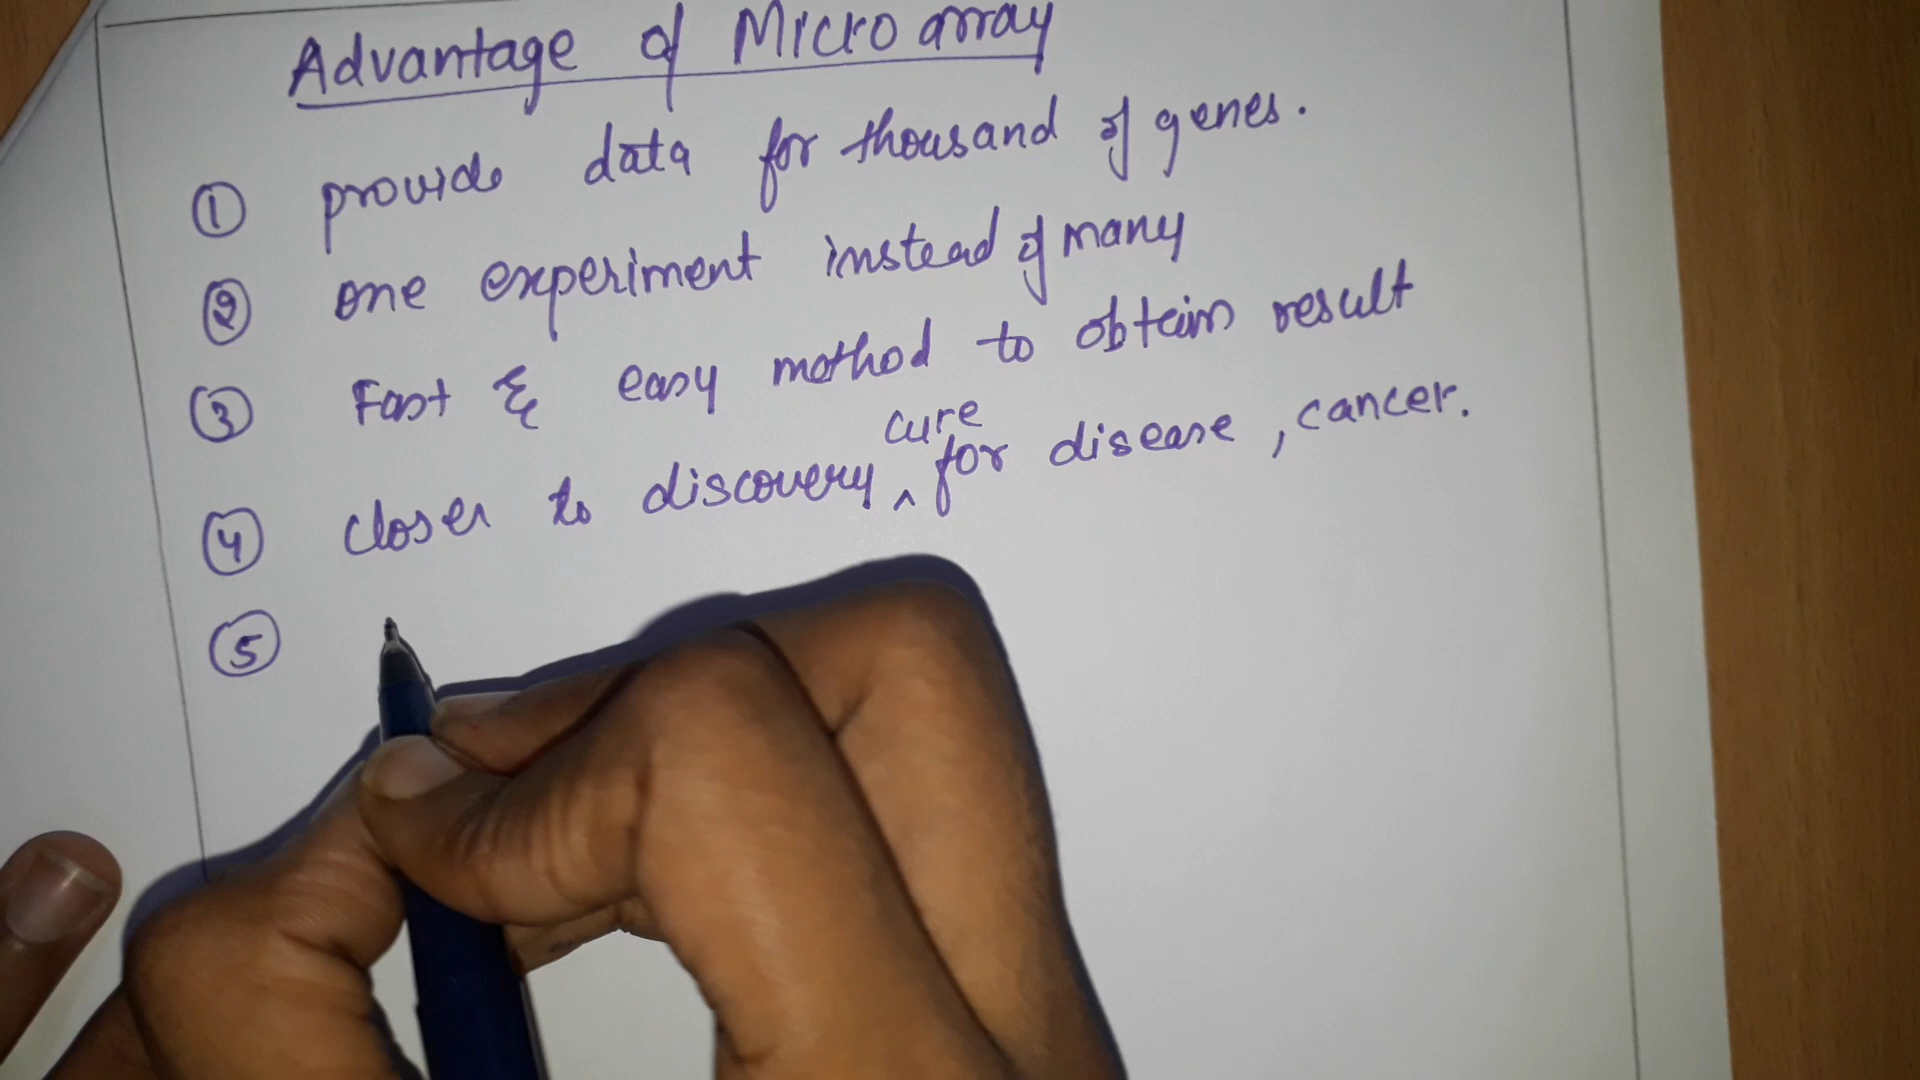 Advantage of Micro array
① provide data for thousand of genes.
② one experiment instead of many
③ Fast & easy method to obtain result
④ closer to discovery ^ cure for disease, cancer.
⑤